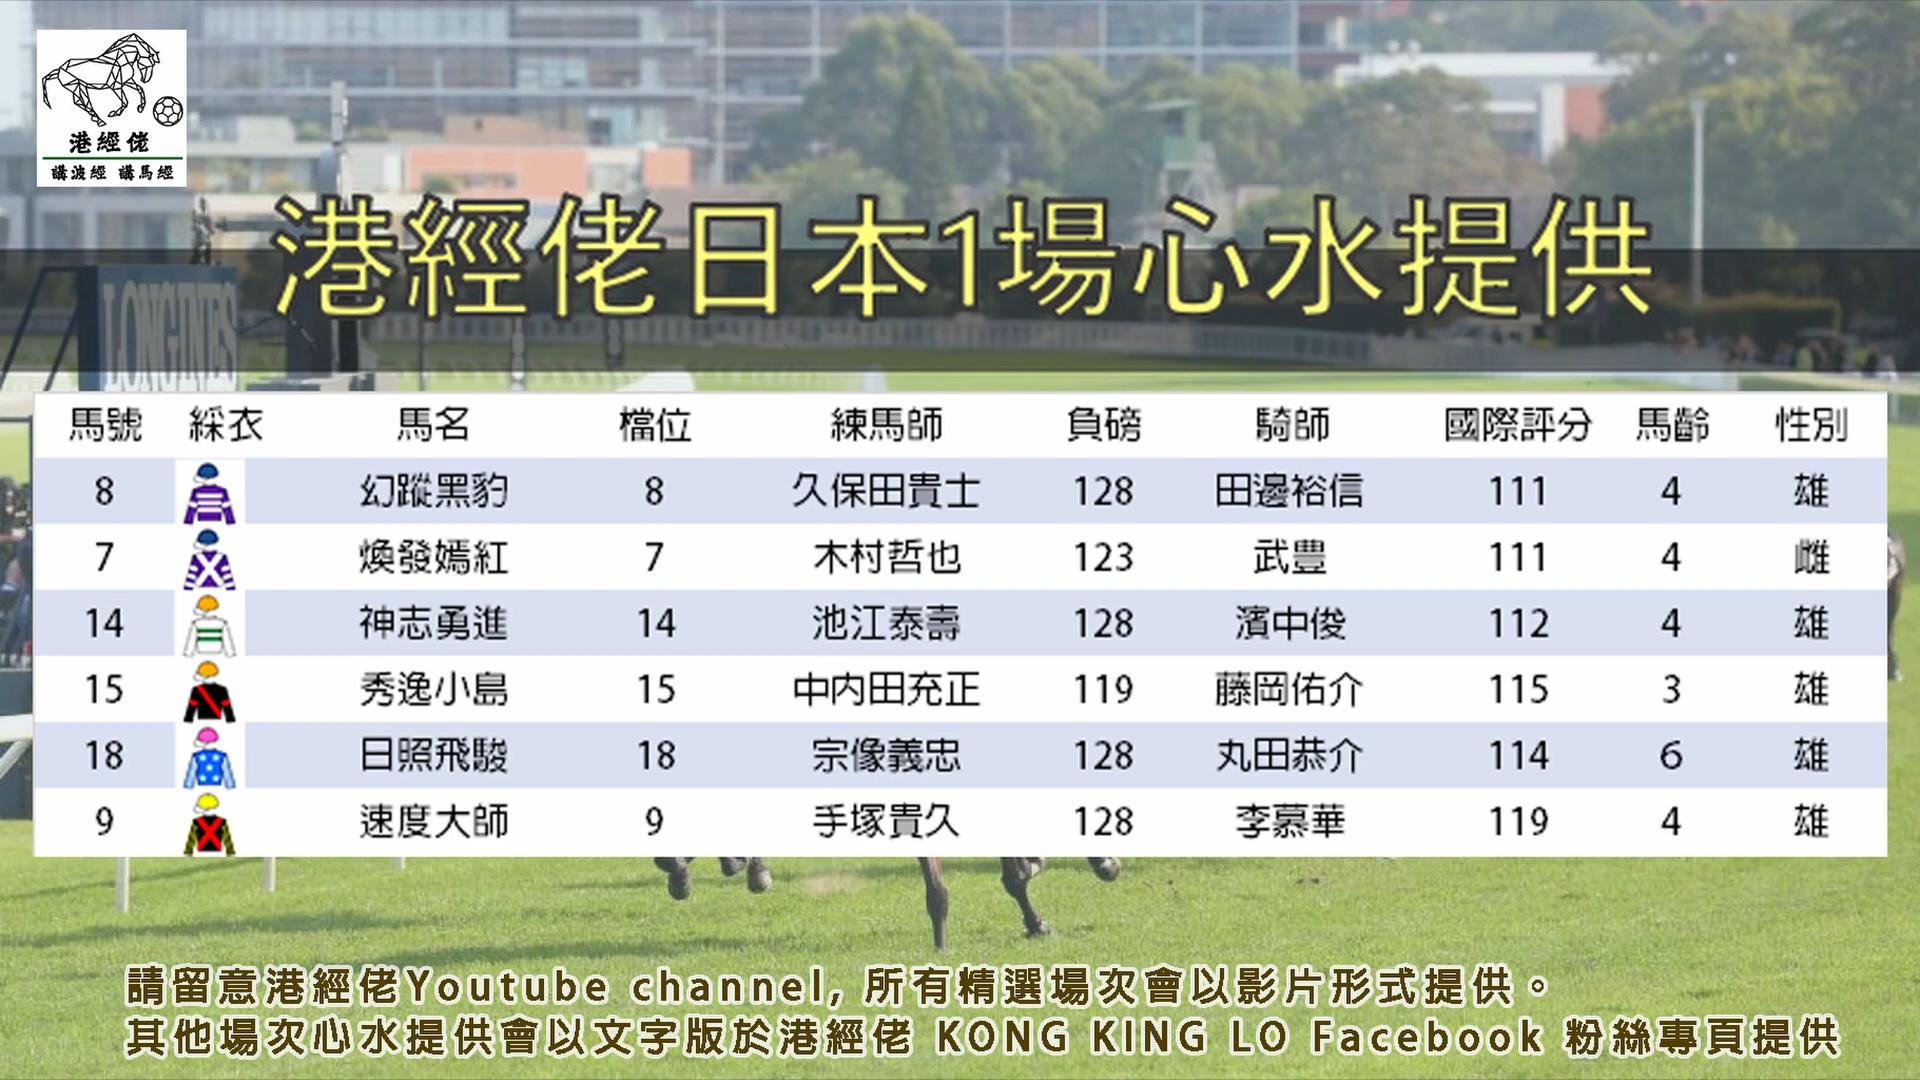 港經佬
講波經 講馬經
港經佬日本1場心水提供
LONGINES
馬號 綵衣 馬名 檔位 練馬師 負磅 騎師 國際評分 馬齡 性別
8 幻蹤黑豹 8 久保田貴士 128 田邊裕信 111 4 雄
7 煥發嫣紅 7 木村哲也 123 武豐 111 4 雌
14 神志勇進 14 池江泰壽 128 濱中俊 112 4 雄
15 秀逸小島 15 中内田充正 119 藤岡佑介 115 3 雄
18 日照飛駿 18 宗像義忠 128 丸田恭介 114 6 雄
9 速度大師 9 手塚貴久 128 李慕華 119 4 雄
請留意港經佬Youtube channel, 所有精選場次會以影片形式提供。
其他場次心水提供會以文字版於港經佬 KONG KING LO Facebook 粉絲專頁提供